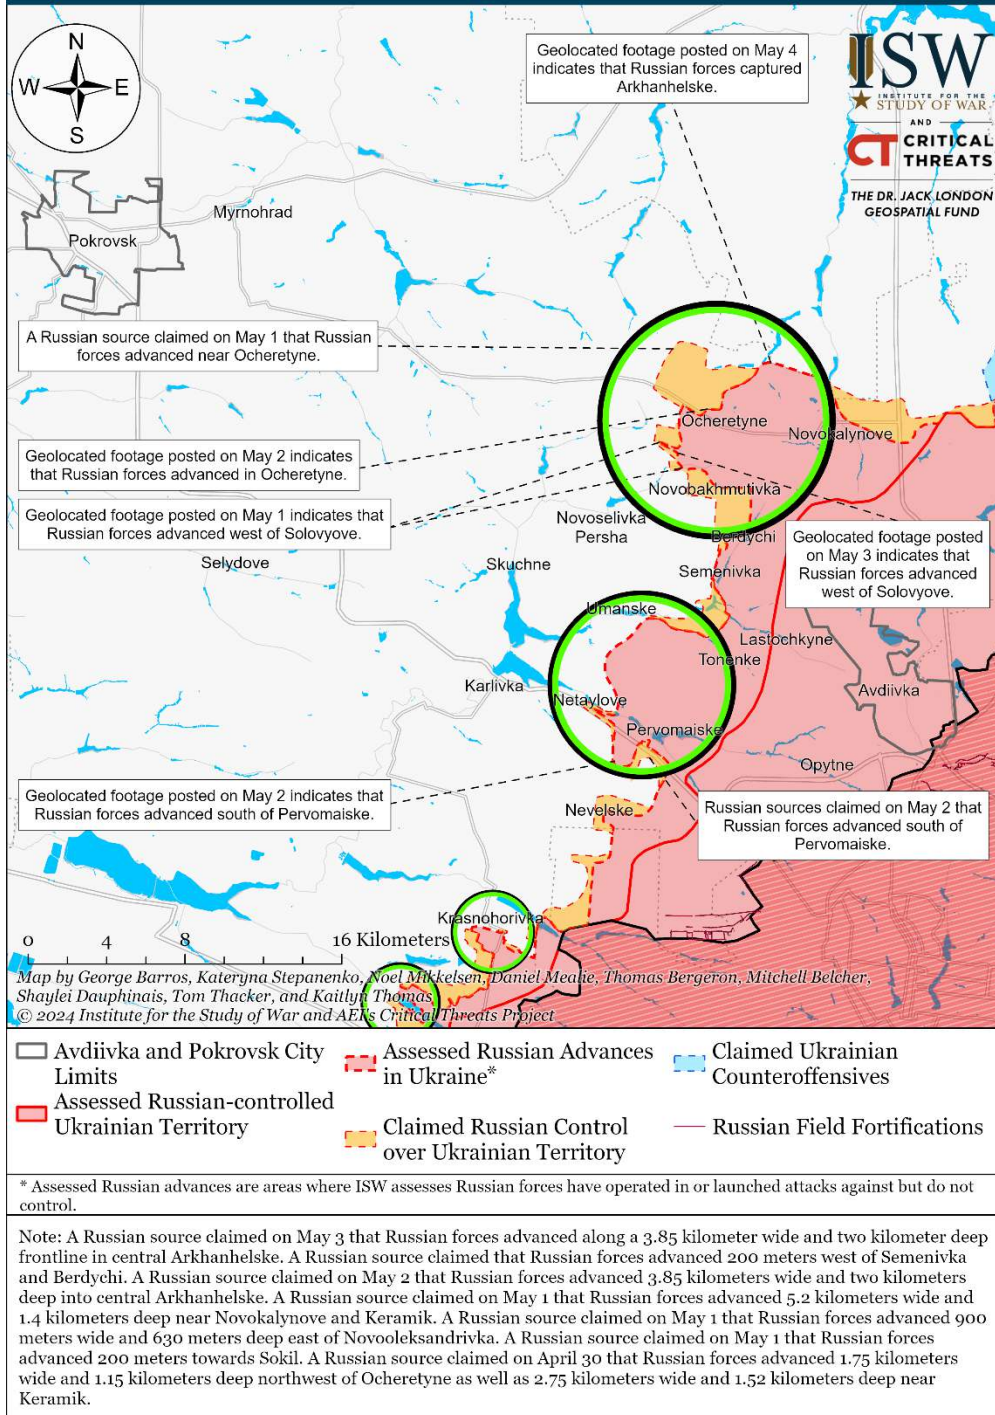 N
W
E
S
Geolocated footage posted on May 4
indicates that Russian forces captured
Arkhanhelske.
ISW
INSTITUTE FOR THE
STUDY OF WAR
AND
CT CRITICAL
THREATS
THE DR. JACK LONDON
GEOSPATIAL FUND
Myrnohrad
Pokrovsk
A Russian source claimed on May 1 that Russian
forces advanced near Ocheretyne.
Ocheretyne
Novokalynove
Geolocated footage posted on May 2 indicates
that Russian forces advanced in Ocheretyne.
Novobakhmutivka
Geolocated footage posted on May 1 indicates that
Russian forces advanced west of Solovyove.
Novoselivka
Persha
Berdychi
Geolocated footage posted
on May 3 indicates that
Russian forces advanced
west of Solovyove.
Selydove
Skuchne
Semenivka
Umanske
Lastochkyne
Tonenke
Karlivka
Avdiivka
Netaylove
Pervomaiske
Opytne
Geolocated footage posted on May 2 indicates that
Russian forces advanced south of Pervomaiske.
Nevelske
Russian sources claimed on May 2 that
Russian forces advanced south of
Pervomaiske.
Krasnohorivka
0 4 8 16 Kilometers
Map by George Barros, Kateryna Stepanenko, Noel Mikkelsen, Daniel Mealie, Thomas Bergeron, Mitchell Belcher,
Shaylei Dauphinais, Tom Thacker, and Kaitlyn Thomas
© 2024 Institute for the Study of War and AEI's Critical Threats Project
Avdiivka and Pokrovsk City
Limits
Assessed Russian-controlled
Ukrainian Territory
Assessed Russian Advances
in Ukraine*
Claimed Russian Control
over Ukrainian Territory
Claimed Ukrainian
Counteroffensives
Russian Field Fortifications
* Assessed Russian advances are areas where ISW assesses Russian forces have operated in or launched attacks against but do not
control.
Note: A Russian source claimed on May 3 that Russian forces advanced along a 3.85 kilometer wide and two kilometer deep
frontline in central Arkhanhelske. A Russian source claimed that Russian forces advanced 200 meters west of Semenivka
and Berdychi. A Russian source claimed on May 2 that Russian forces advanced 3.85 kilometers wide and two kilometers
deep into central Arkhanhelske. A Russian source claimed on May 1 that Russian forces advanced 5.2 kilometers wide and
1.4 kilometers deep near Novokalynove and Keramik. A Russian source claimed on May 1 that Russian forces advanced 900
meters wide and 630 meters deep east of Novooleksandrivka. A Russian source claimed on May 1 that Russian forces
advanced 200 meters towards Sokil. A Russian source claimed on April 30 that Russian forces advanced 1.75 kilometers
wide and 1.15 kilometers deep northwest of Ocheretyne as well as 2.75 kilometers wide and 1.52 kilometers deep near
Keramik.